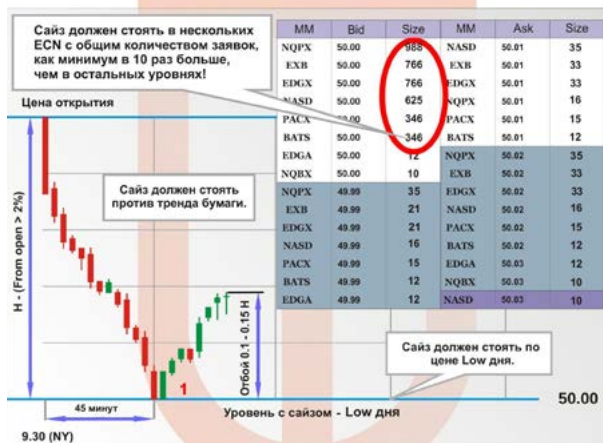 Сайз должен стоять в нескольких
ECN с общим количеством заявок,
как минимум в 10 раз больше,
чем в остальных уровнях!
MM Bid Size MM Ask Size
NQPX 50.00 988 NASD 50.01 35
EXB 50.00 766 EXB 50.01 33
EDGX 50.00 766 EDGX 50.01 33
NASD 50.00 625 NQPX 50.01 16
PACX 346 PACX 50.01 15
BATS 50.00 346 BATS 50.01 12
EDGA 50.00 12 NQPX 50.02 35
NQBX 50.00 10 EXB 50.02 33
NQPX 49.99 35 EDGX 50.02 33
EXB 49.99 21 NASD 50.02 16
EDGX 49.99 21 PACX 50.02 15
NASD 49.99 16 BATS 50.02 12
PACX 49.99 15 EDGA 50.03 12
BATS 49.99 12 NQBX 50.03 10
EDGA 49.99 12 NASD 50.03 10
Цена открытия
Сайз должен стоять
против тренда бумаги.
H - (From open > 2%)
Отбой 0.1 - 0.15 H
1
Сайз должен стоять по
цене Low дня.
45 минут
Уровень с сайзом - Low дня
50.00
9.30 (NY)